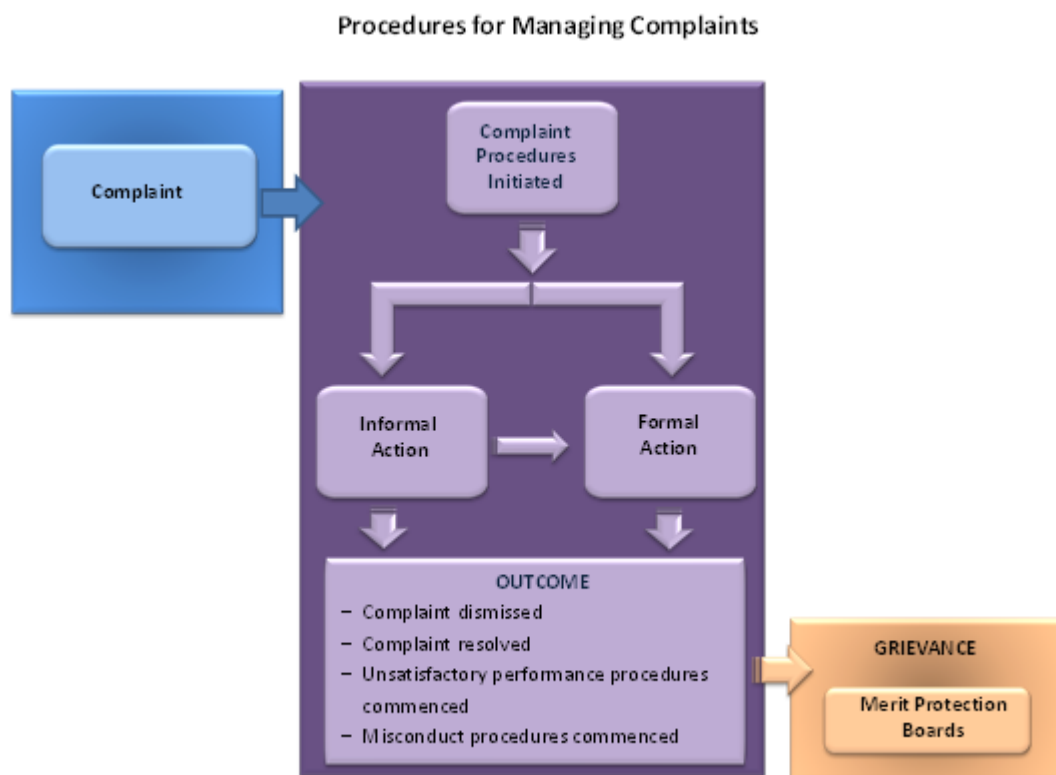 Procedures for Managing Complaints
Complaint
Complaint
Procedures
Initiated
Informal
Action
Formal
Action
OUTCOME
– Complaint dismissed
– Complaint resolved
– Unsatisfactory performance procedures
commenced
– Misconduct procedures commenced
GRIEVANCE
Merit Protection
Boards